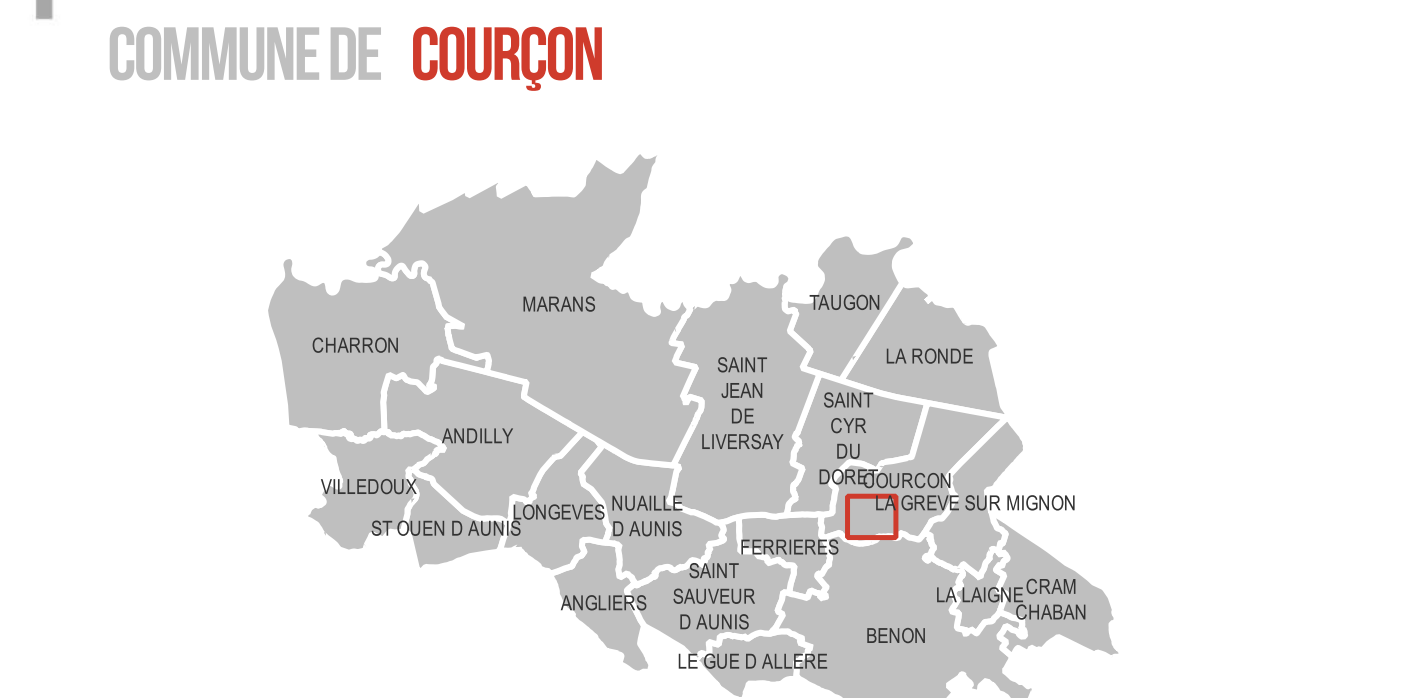 COMMUNE DE COURÇON
TAUGON
MARANS
CHARRON
LA RONDE
SAINT
JEAN
DE
LIVERSAY
SAINT
CYR
DU
DORET
ANDILLY
COURCON
VILLEDOUX
LA GREVE SUR MIGNON
NUAILLE
D AUNIS
LONGEVES
ST OUEN D AUNIS
FERRIERES
SAINT
SAUVEUR
D AUNIS
ANGLIERS
LA LAIGNE
CRAM
CHABAN
BENON
LE GUE D ALLERE